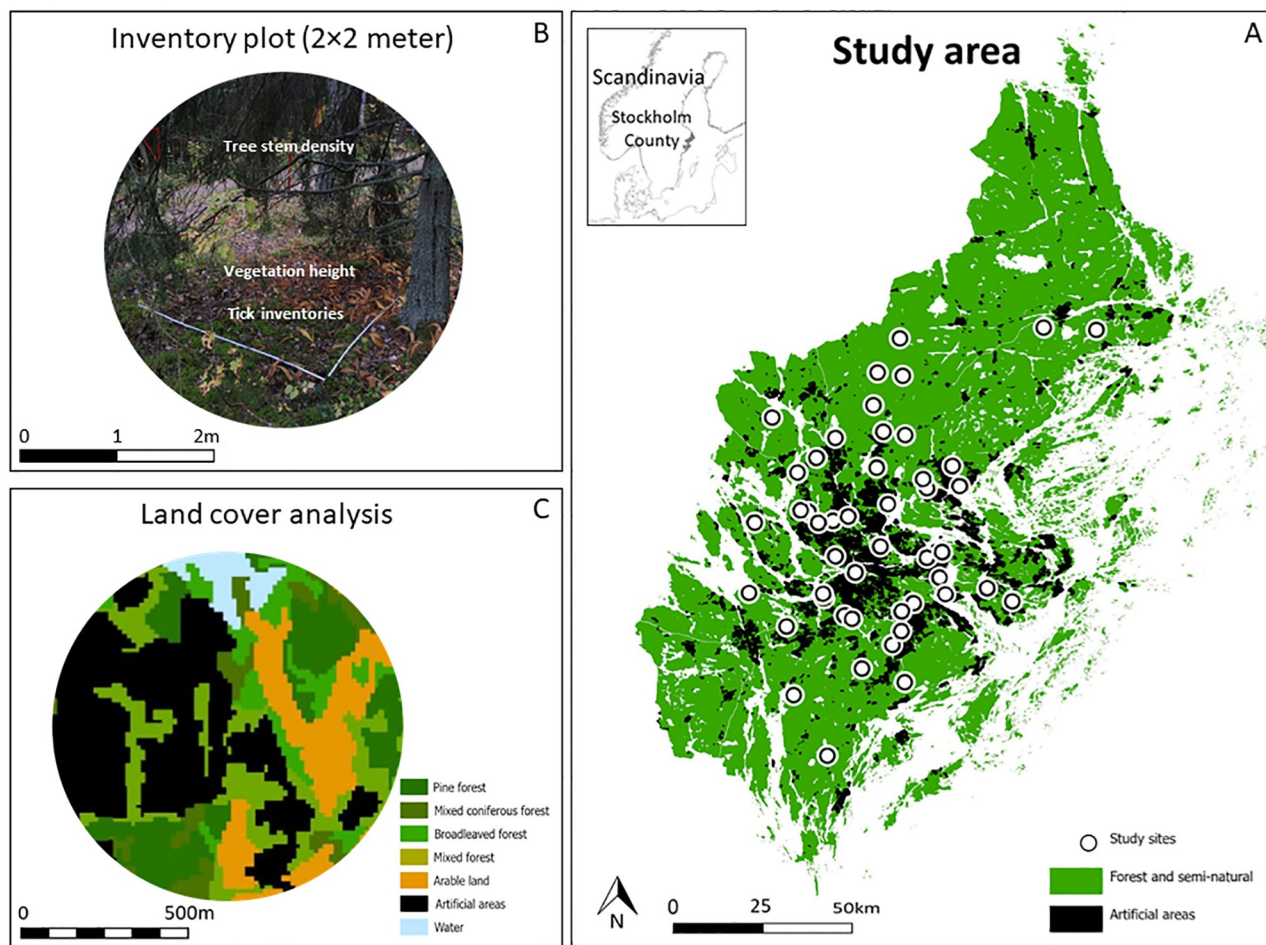 Inventory plot (2×2 meter)
B
Tree stem density
Vegetation height
Tick inventories
0 1 2m
Land cover analysis
C
Pine forest
Mixed coniferous forest
Broadleaved forest
Mixed forest
Arable land
Artificial areas
Water
0 500m
Study area
A
Scandinavia
Stockholm
County
Study sites
Forest and semi-natural
Artificial areas
N
0 25 50km